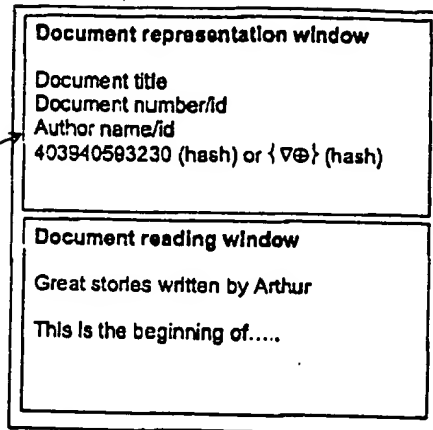 Document representation window
Document title
Document number/id
Author name/id
403940593230 (hash) or {∇⊕} (hash)
Document reading window
Great stories written by Arthur
This is the beginning of.....